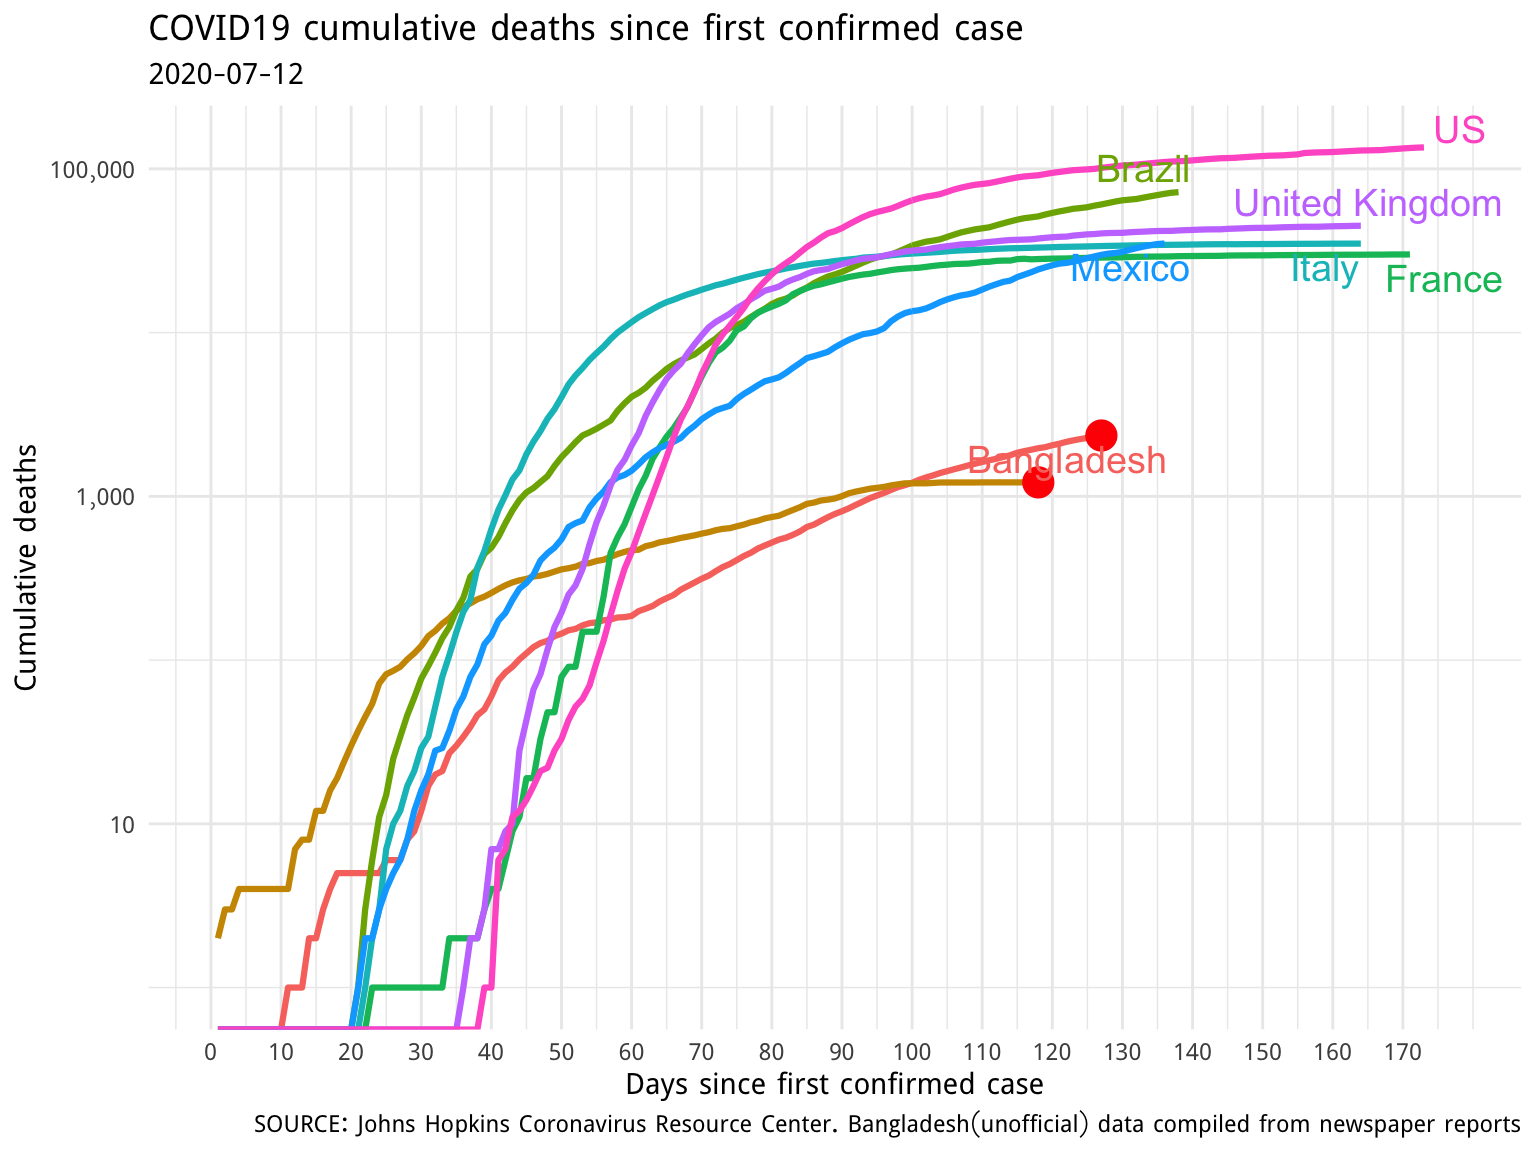 COVID19 cumulative deaths since first confirmed case
2020-07-12
US
100,000
Brazil
United Kingdom
Mexico
Italy
France
Bangladesh
1,000
10
Cumulative deaths
0 10 20 30 40 50 60 70 80 90 100 110 120 130 140 150 160 170
Days since first confirmed case
SOURCE: Johns Hopkins Coronavirus Resource Center. Bangladesh(unofficial) data compiled from newspaper reports